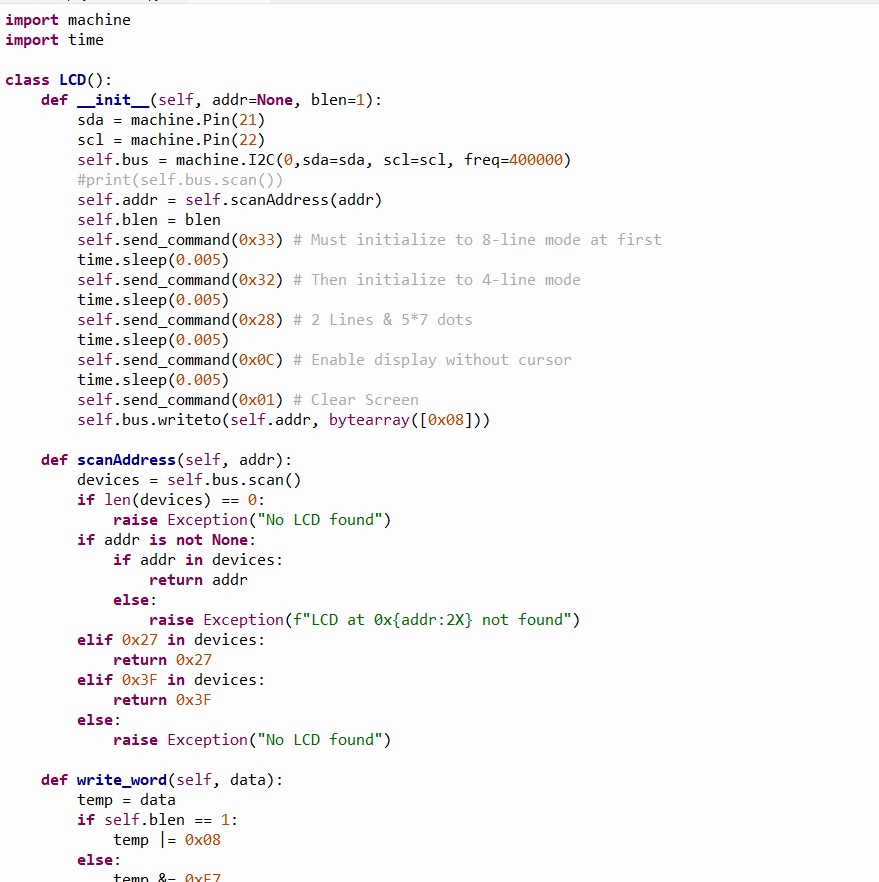 import machine
import time

class LCD():
    def __init__(self, addr=None, blen=1):
        sda = machine.Pin(21)
        scl = machine.Pin(22)
        self.bus = machine.I2C(0,sda=sda, scl=scl, freq=400000)
        #print(self.bus.scan())
        self.addr = self.scanAddress(addr)
        self.blen = blen
        self.send_command(0x33) # Must initialize to 8-line mode at first
        time.sleep(0.005)
        self.send_command(0x32) # Then initialize to 4-line mode
        time.sleep(0.005)
        self.send_command(0x28) # 2 Lines & 5*7 dots
        time.sleep(0.005)
        self.send_command(0x0C) # Enable display without cursor
        time.sleep(0.005)
        self.send_command(0x01) # Clear Screen
        self.bus.writeto(self.addr, bytearray([0x08]))

    def scanAddress(self, addr):
        devices = self.bus.scan()
        if len(devices) == 0:
            raise Exception("No LCD found")
        if addr is not None:
            if addr in devices:
                return addr
            else:
                raise Exception(f"LCD at 0x{addr:2X} not found")
        elif 0x27 in devices:
            return 0x27
        elif 0x3F in devices:
            return 0x3F
        else:
            raise Exception("No LCD found")

    def write_word(self, data):
        temp = data
        if self.blen == 1:
            temp |= 0x08
        else:
            temp &= 0xF7